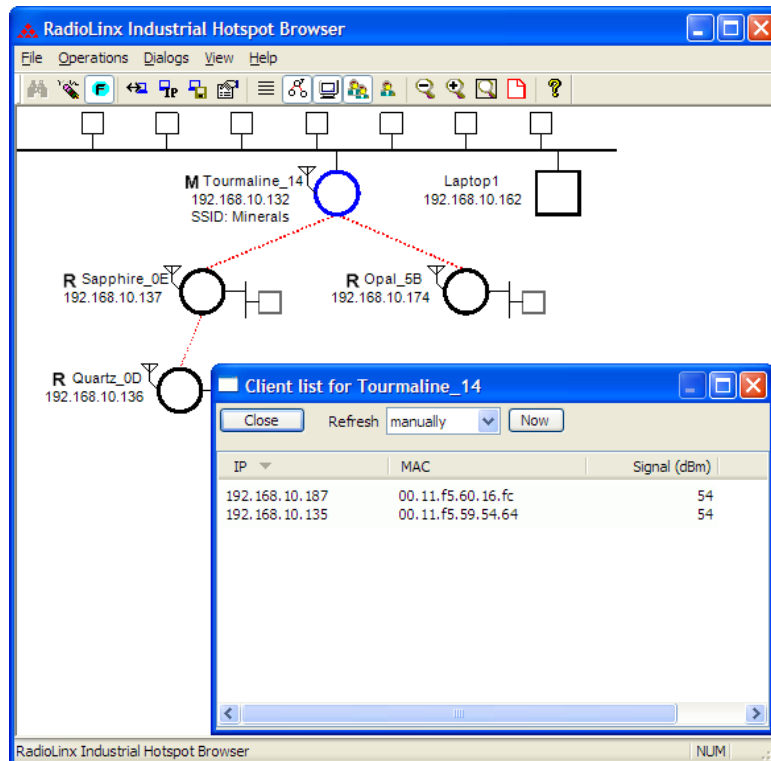 RadioLinx Industrial Hotspot Browser
File Operations Dialogs View Help
F IP ?
M Tourmaline_14
192.168.10.132
SSID: Minerals
Laptop1
192.168.10.162
R Sapphire_0E
192.168.10.137
R Opal_5B
192.168.10.174
R Quartz_0D
192.168.10.136
Client list for Tourmaline_14
Close Refresh manually Now
IP MAC Signal (dBm)
192.168.10.187 00.11.f5.60.16.fc 54
192.168.10.135 00.11.f5.59.54.64 54
RadioLinx Industrial Hotspot Browser NUM